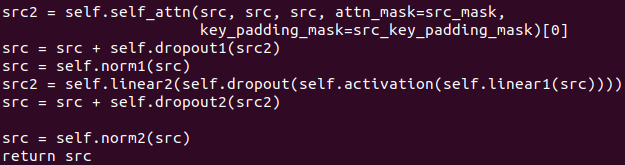 src2 = self.self_attn(src, src, src, attn_mask=src_mask,
                      key_padding_mask=src_key_padding_mask)[0]
src = src + self.dropout1(src2)
src = self.norm1(src)
src2 = self.linear2(self.dropout(self.activation(self.linear1(src))))
src = src + self.dropout2(src2)

src = self.norm2(src)
return src